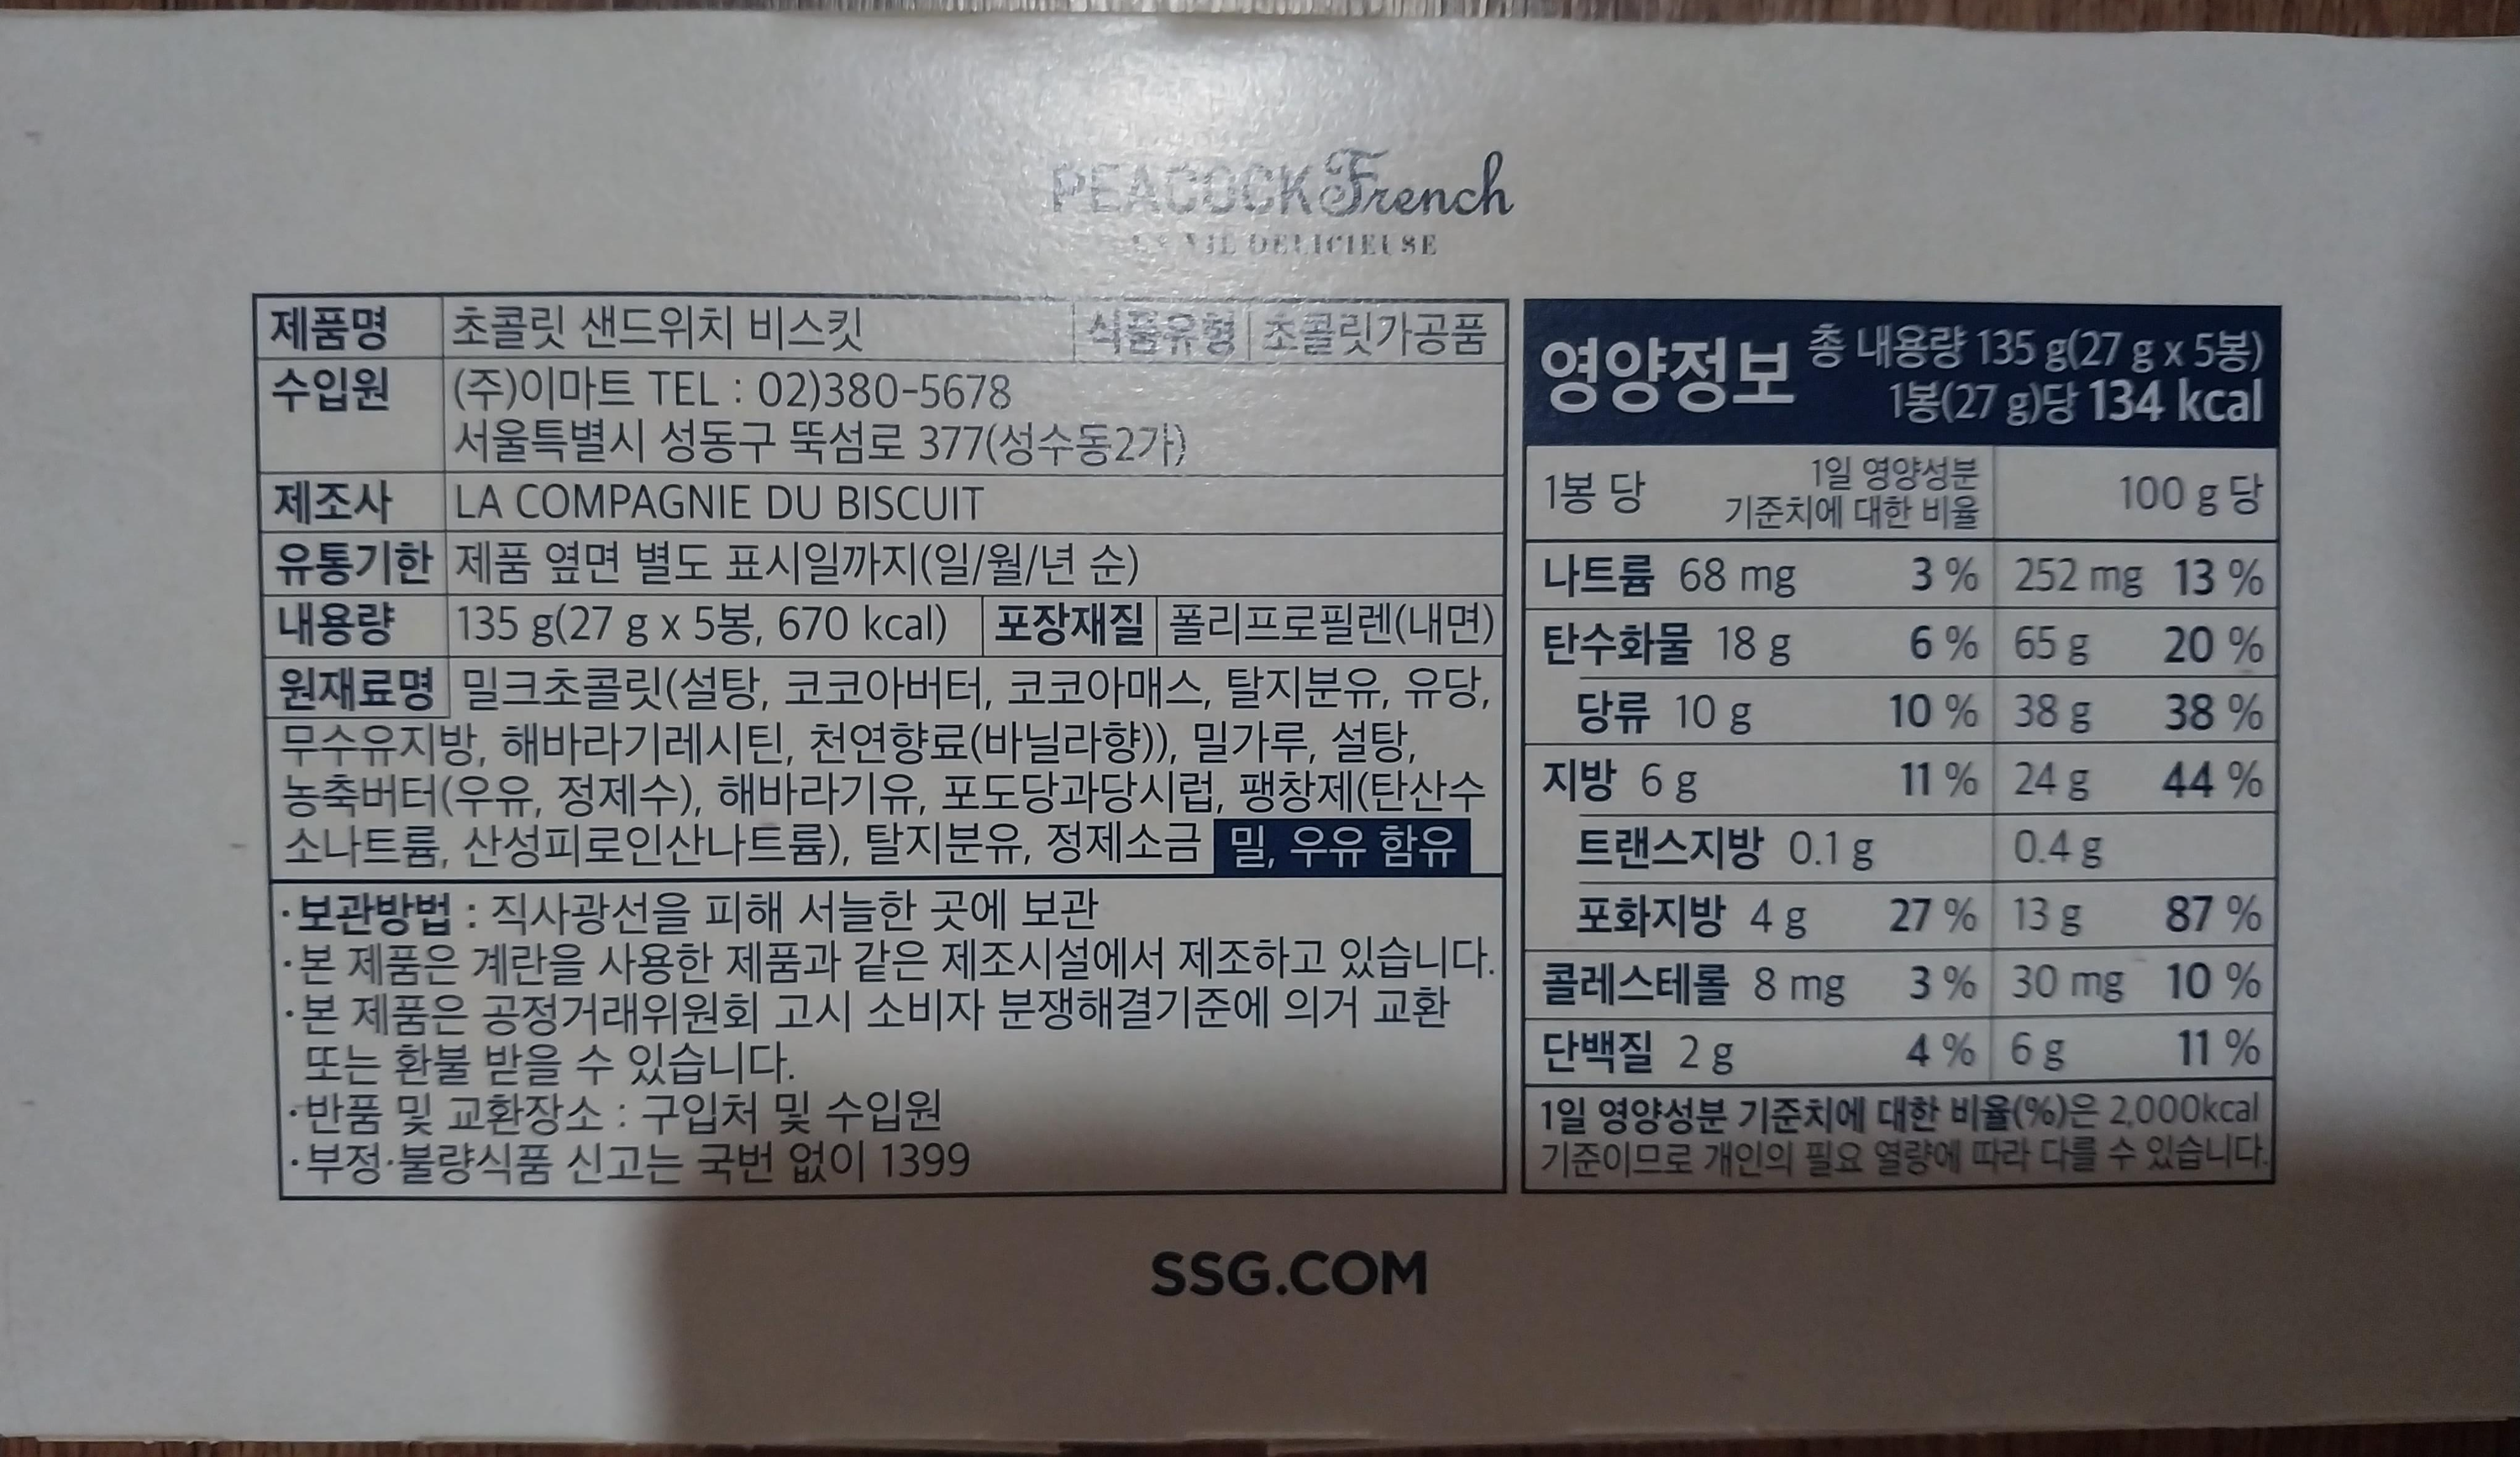 PEACOCK French
LA VIE DELICIEUSE
제품명 초콜릿 샌드위치 비스킷 식품유형 초콜릿가공품
수입원 (주)이마트 TEL : 02)380-5678
서울특별시 성동구 뚝섬로 377(성수동2가)
제조사 LA COMPAGNIE DU BISCUIT
유통기한 제품 옆면 별도 표시일까지(일/월/년 순)
내용량 135 g(27 g x 5봉, 670 kcal) 포장재질 폴리프로필렌(내면)
원재료명 밀크초콜릿(설탕, 코코아버터, 코코아매스, 탈지분유, 유당,
무수유지방, 해바라기레시틴, 천연향료(바닐라향)), 밀가루, 설탕,
농축버터(우유, 정제수), 해바라기유, 포도당과당시럽, 팽창제(탄산수
소나트륨, 산성피로인산나트륨), 탈지분유, 정제소금 밀, 우유 함유
·보관방법 : 직사광선을 피해 서늘한 곳에 보관
·본 제품은 계란을 사용한 제품과 같은 제조시설에서 제조하고 있습니다.
·본 제품은 공정거래위원회 고시 소비자 분쟁해결기준에 의거 교환
또는 환불 받을 수 있습니다.
·반품 및 교환장소 : 구입처 및 수입원
·부정·불량식품 신고는 국번 없이 1399
영양정보 총 내용량 135 g(27 g x 5봉)
1봉(27 g)당 134 kcal
1봉 당 1일 영양성분 기준치에 대한 비율 100 g 당
나트륨 68 mg 3 % 252 mg 13 %
탄수화물 18 g 6 % 65 g 20 %
당류 10 g 10 % 38 g 38 %
지방 6 g 11 % 24 g 44 %
트랜스지방 0.1 g 0.4 g
포화지방 4 g 27 % 13 g 87 %
콜레스테롤 8 mg 3 % 30 mg 10 %
단백질 2 g 4 % 6 g 11 %
1일 영양성분 기준치에 대한 비율(%)은 2,000kcal
기준이므로 개인의 필요 열량에 따라 다를 수 있습니다.
SSG.COM